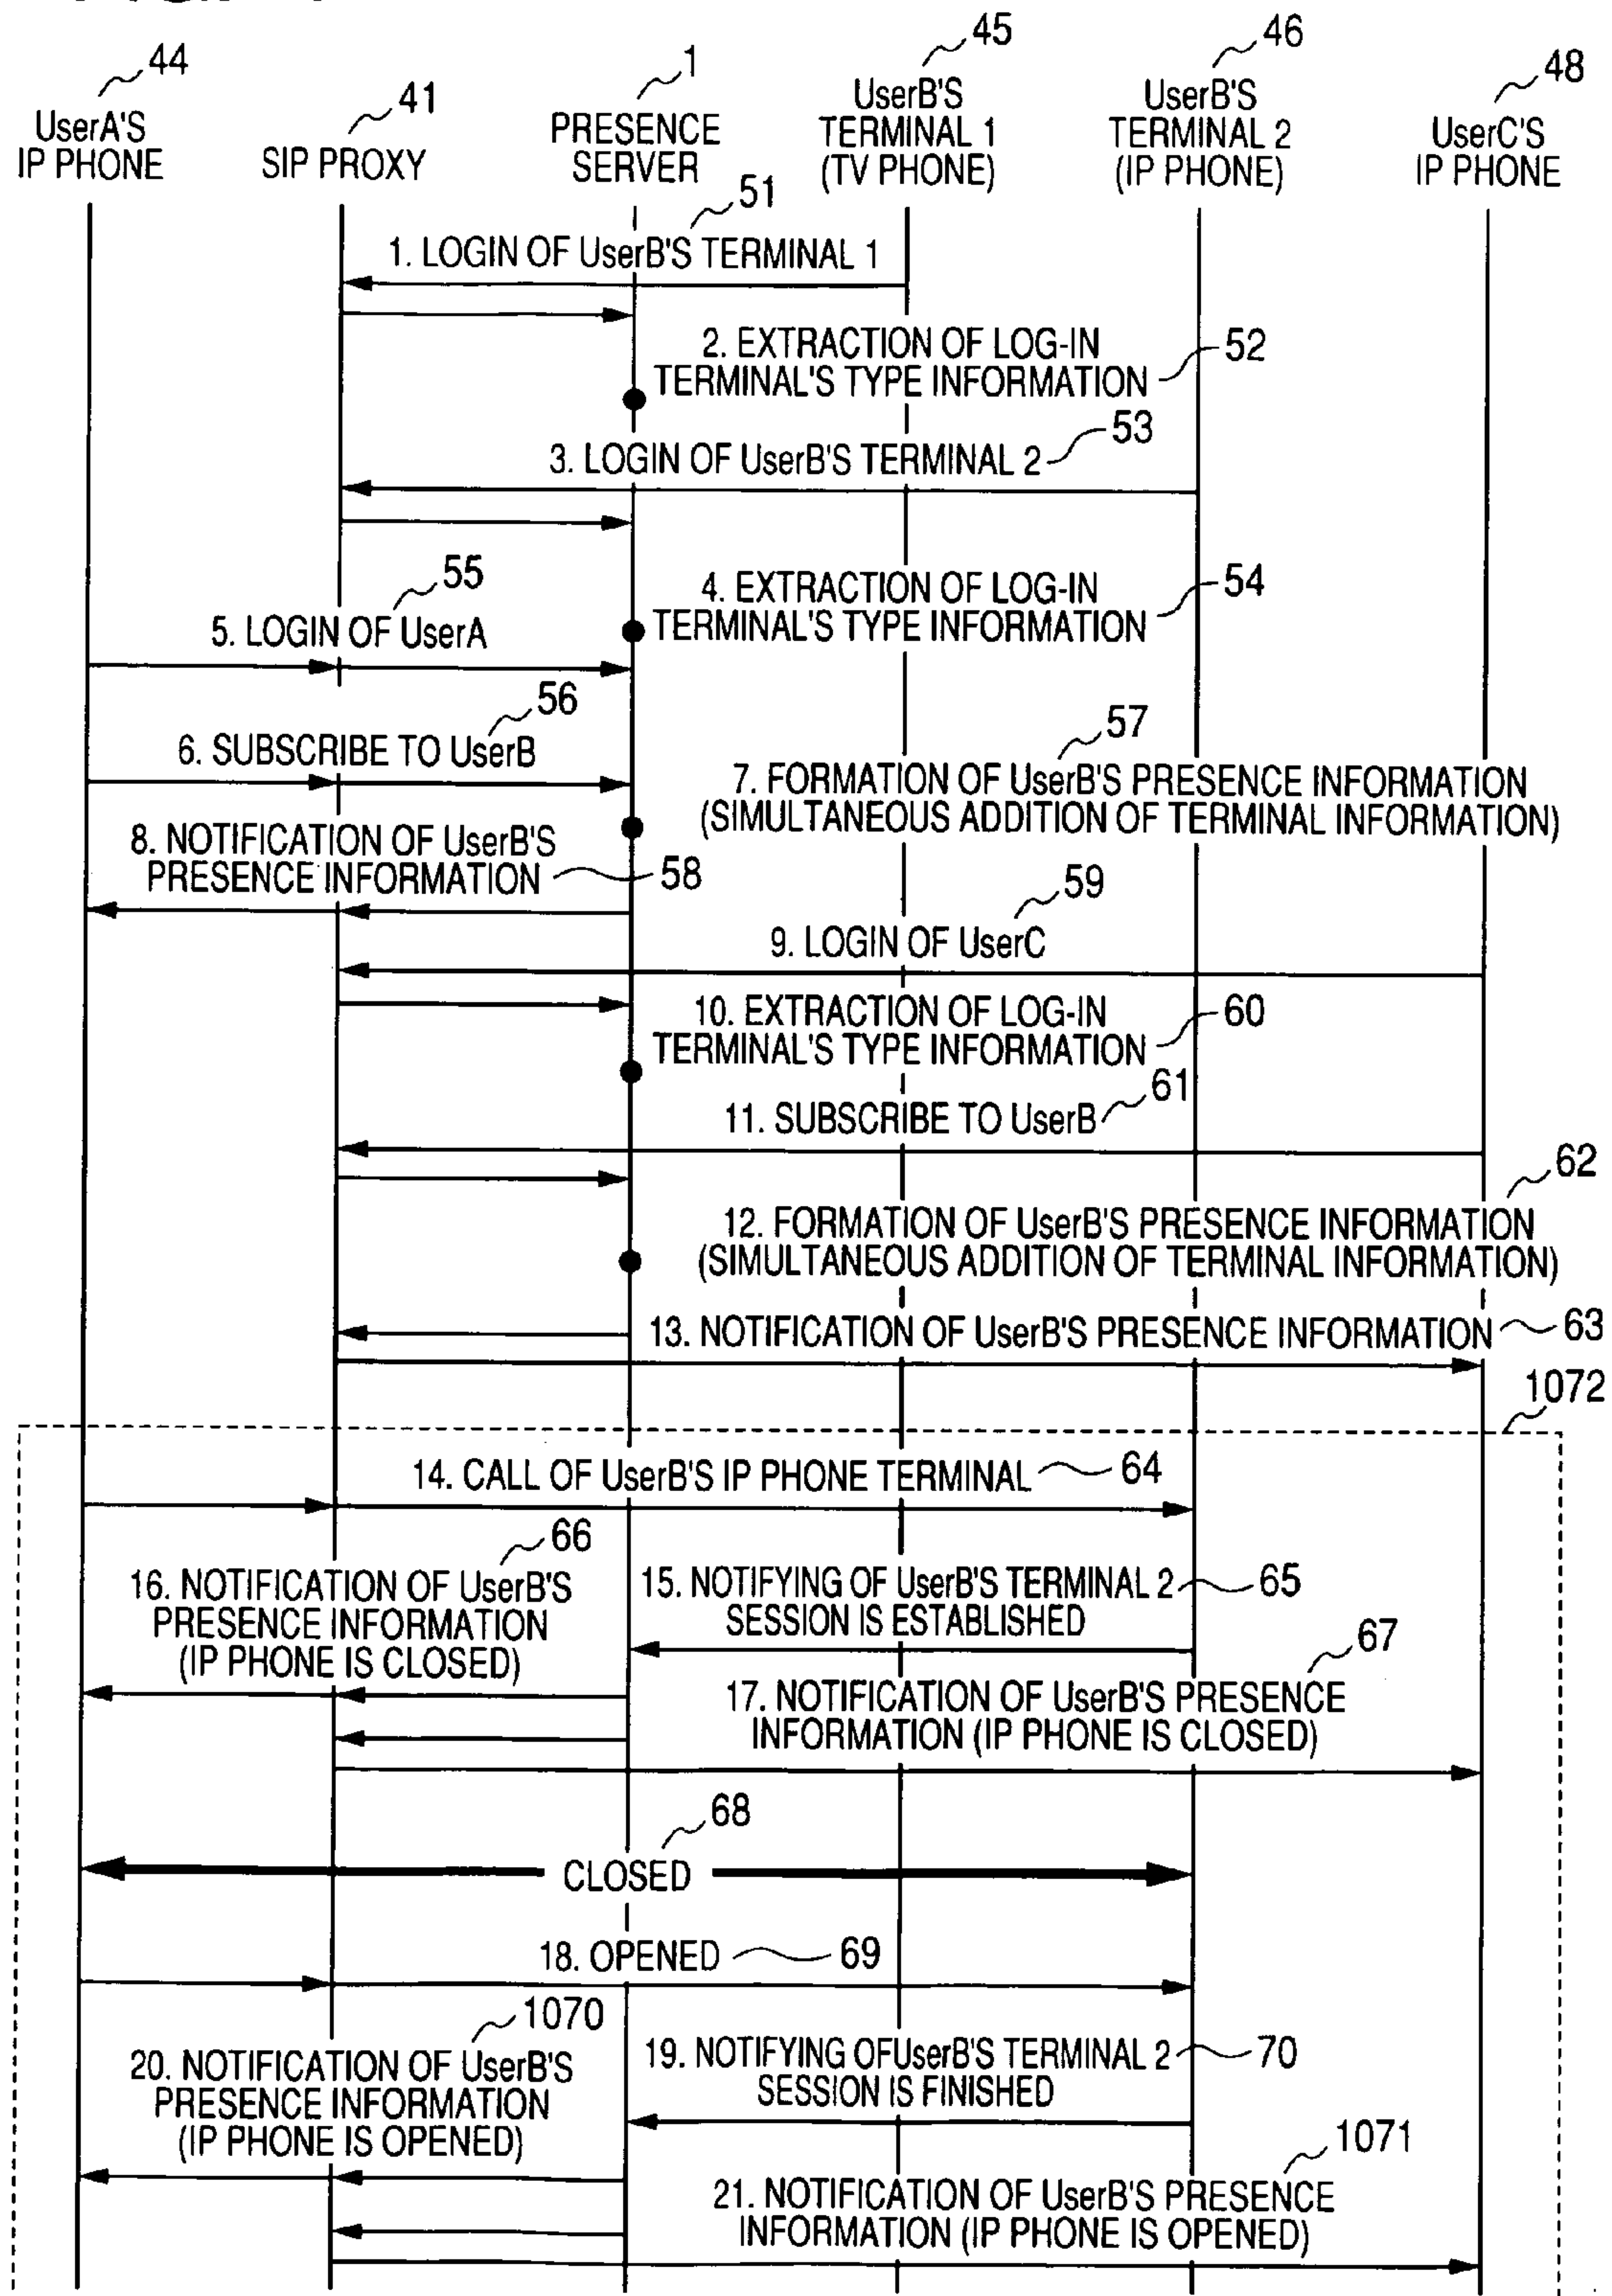 44
41
1
45
46
48
UserA'S
IP PHONE
SIP PROXY
PRESENCE
SERVER
UserB'S
TERMINAL 1
(TV PHONE)
UserB'S
TERMINAL 2
(IP PHONE)
UserC'S
IP PHONE
51
1. LOGIN OF UserB'S TERMINAL 1
2. EXTRACTION OF LOG-IN
TERMINAL'S TYPE INFORMATION
52
53
3. LOGIN OF UserB'S TERMINAL 2
4. EXTRACTION OF LOG-IN
TERMINAL'S TYPE INFORMATION
54
55
5. LOGIN OF UserA
56
6. SUBSCRIBE TO UserB
57
7. FORMATION OF UserB'S PRESENCE INFORMATION
(SIMULTANEOUS ADDITION OF TERMINAL INFORMATION)
8. NOTIFICATION OF UserB'S
PRESENCE INFORMATION
58
59
9. LOGIN OF UserC
10. EXTRACTION OF LOG-IN
TERMINAL'S TYPE INFORMATION
60
61
11. SUBSCRIBE TO UserB
62
12. FORMATION OF UserB'S PRESENCE INFORMATION
(SIMULTANEOUS ADDITION OF TERMINAL INFORMATION)
13. NOTIFICATION OF UserB'S PRESENCE INFORMATION
63
1072
14. CALL OF UserB'S IP PHONE TERMINAL
64
66
16. NOTIFICATION OF UserB'S
PRESENCE INFORMATION
(IP PHONE IS CLOSED)
15. NOTIFYING OF UserB'S TERMINAL 2
SESSION IS ESTABLISHED
65
67
17. NOTIFICATION OF UserB'S PRESENCE
INFORMATION (IP PHONE IS CLOSED)
68
CLOSED
18. OPENED
69
1070
20. NOTIFICATION OF UserB'S
PRESENCE INFORMATION
(IP PHONE IS OPENED)
19. NOTIFYING OFUserB'S TERMINAL 2
SESSION IS FINISHED
70
1071
21. NOTIFICATION OF UserB'S PRESENCE
INFORMATION (IP PHONE IS OPENED)